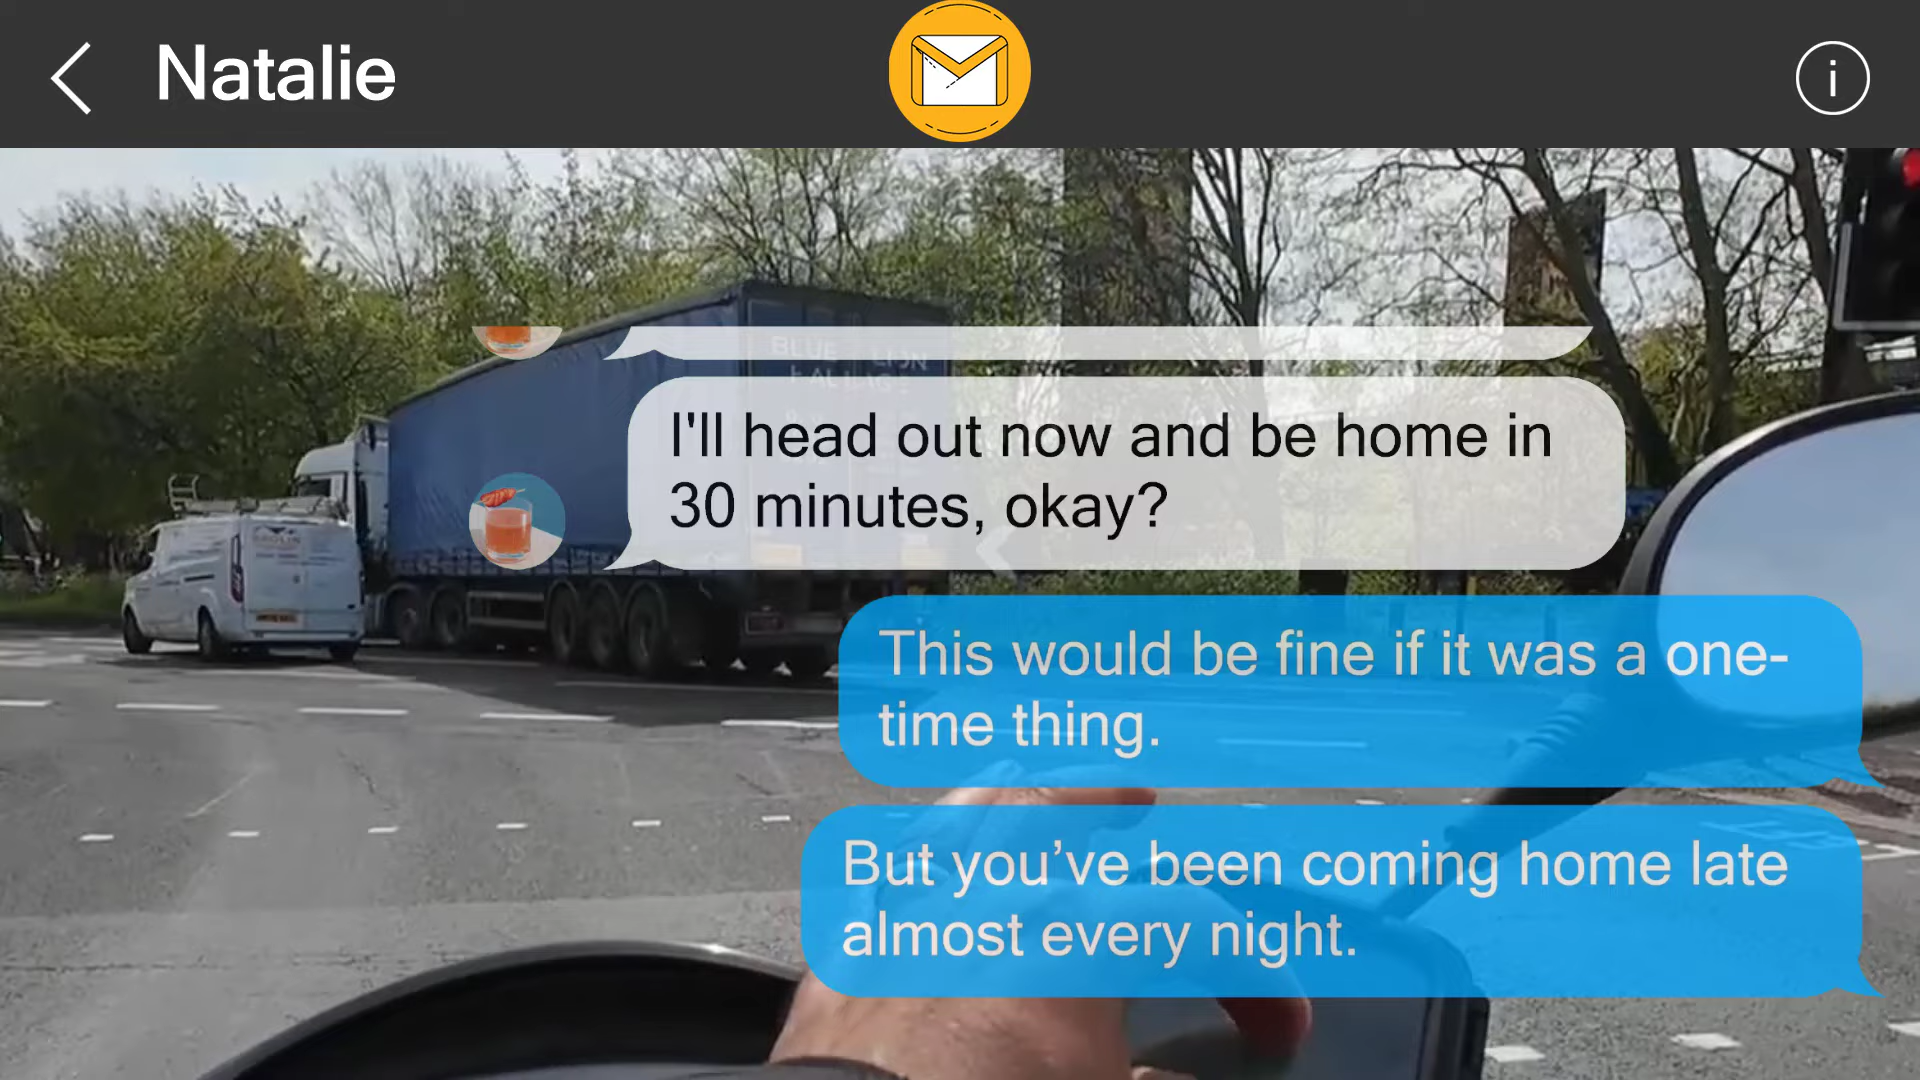 Natalie
I'll head out now and be home in
30 minutes, okay?
This would be fine if it was a one-
time thing.
But you’ve been coming home late
almost every night.